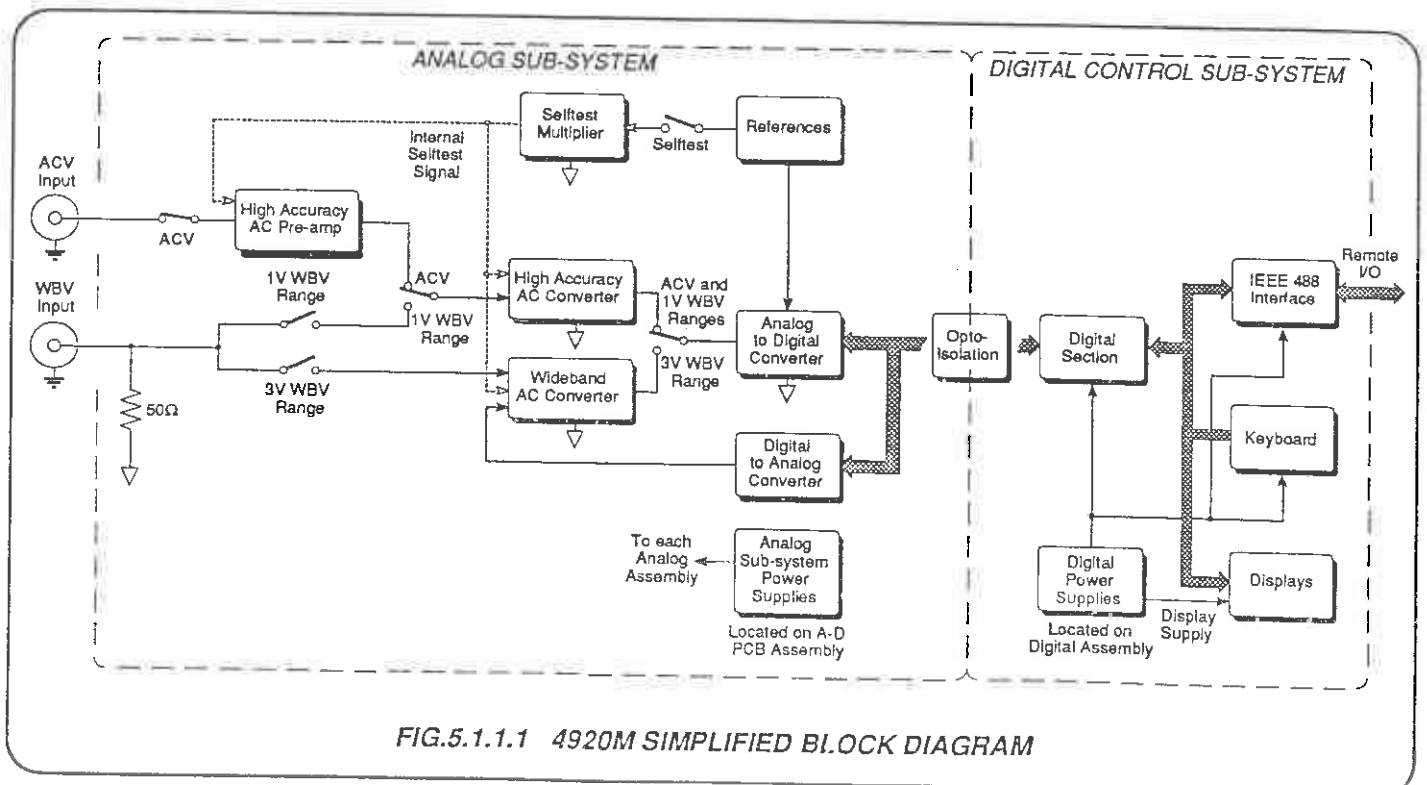 ANALOG SUB-SYSTEM
DIGITAL CONTROL SUB-SYSTEM
Selftest
Multiplier
Selftest
References
Internal
Selftest
Signal
ACV
Input
ACV
High Accuracy
AC Pre-amp
WBV
Input
1V WBV
Range
ACV
1V WBV
Range
3V WBV
Range
50Ω
High Accuracy
AC Converter
Wideband
AC Converter
ACV and
1V WBV
Ranges
3V WBV
Range
Analog
to Digital
Converter
Digital
to Analog
Converter
To each
Analog
Assembly
Analog
Sub-system
Power
Supplies
Located on A-D
PCB Assembly
Opto-
Isolation
Digital
Section
IEEE 488
Interface
Remote
I/O
Keyboard
Digital
Power
Supplies
Located on
Digital Assembly
Display
Supply
Displays
FIG.5.1.1.1 4920M SIMPLIFIED BLOCK DIAGRAM